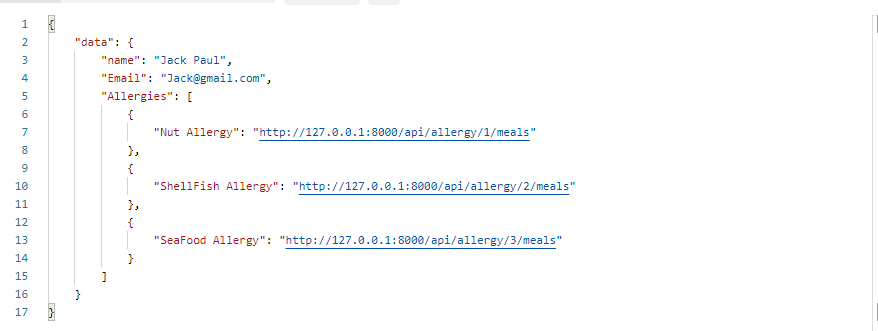 1 {
2 "data": {
3 "name": "Jack Paul",
4 "Email": "Jack@gmail.com",
5 "Allergies": [
6 {
7 "Nut Allergy": "http://127.0.0.1:8000/api/allergy/1/meals"
8 },
9 {
10 "ShellFish Allergy": "http://127.0.0.1:8000/api/allergy/2/meals"
11 },
12 {
13 "SeaFood Allergy": "http://127.0.0.1:8000/api/allergy/3/meals"
14 }
15 ]
16 }
17 }